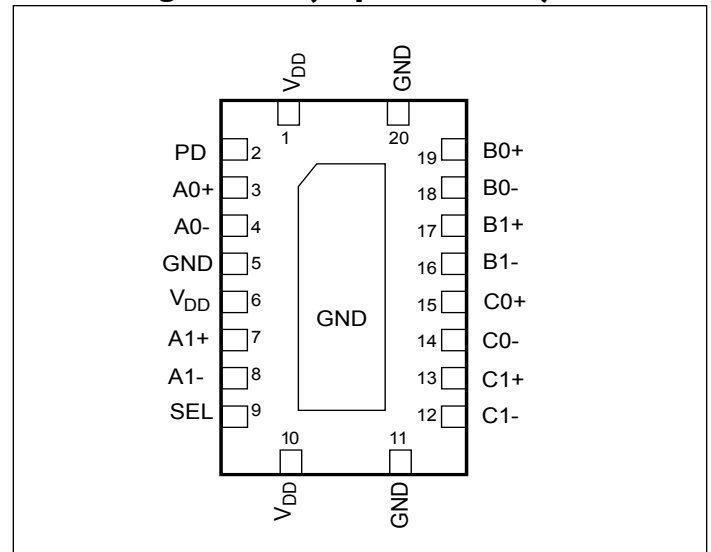 VDD
GND
1
20
PD 2
19 B0+
A0+ 3
18 B0-
A0- 4
17 B1+
GND 5
16 B1-
VDD 6
15 C0+
GND
A1+ 7
14 C0-
A1- 8
13 C1+
SEL 9
12 C1-
10
11
VDD
GND